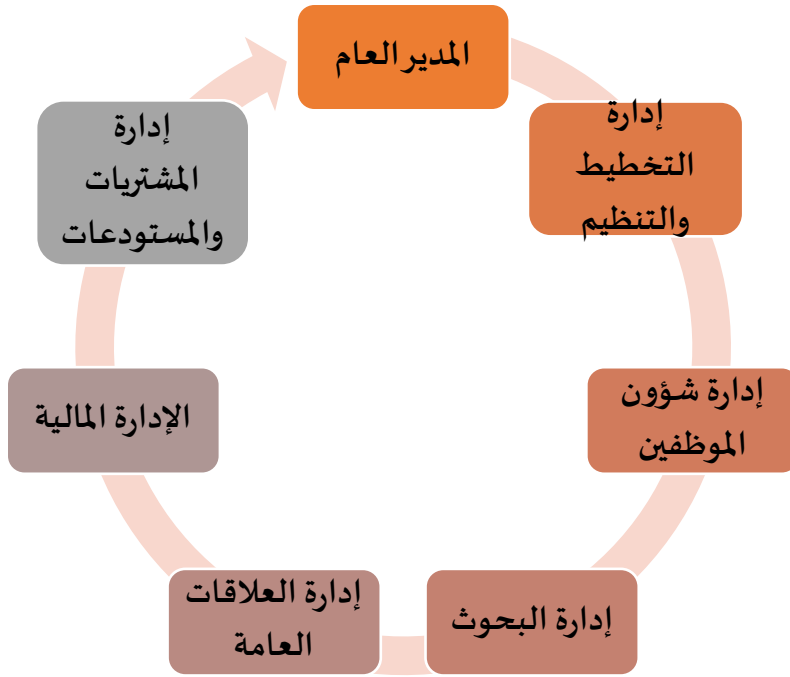 المدير العام
إدارة
التخطيط
والتنظيم
إدارة شؤون
الموظفين
إدارة البحوث
إدارة العلاقات
العامة
الإدارة المالية
إدارة
المشتريات
والمستودعات